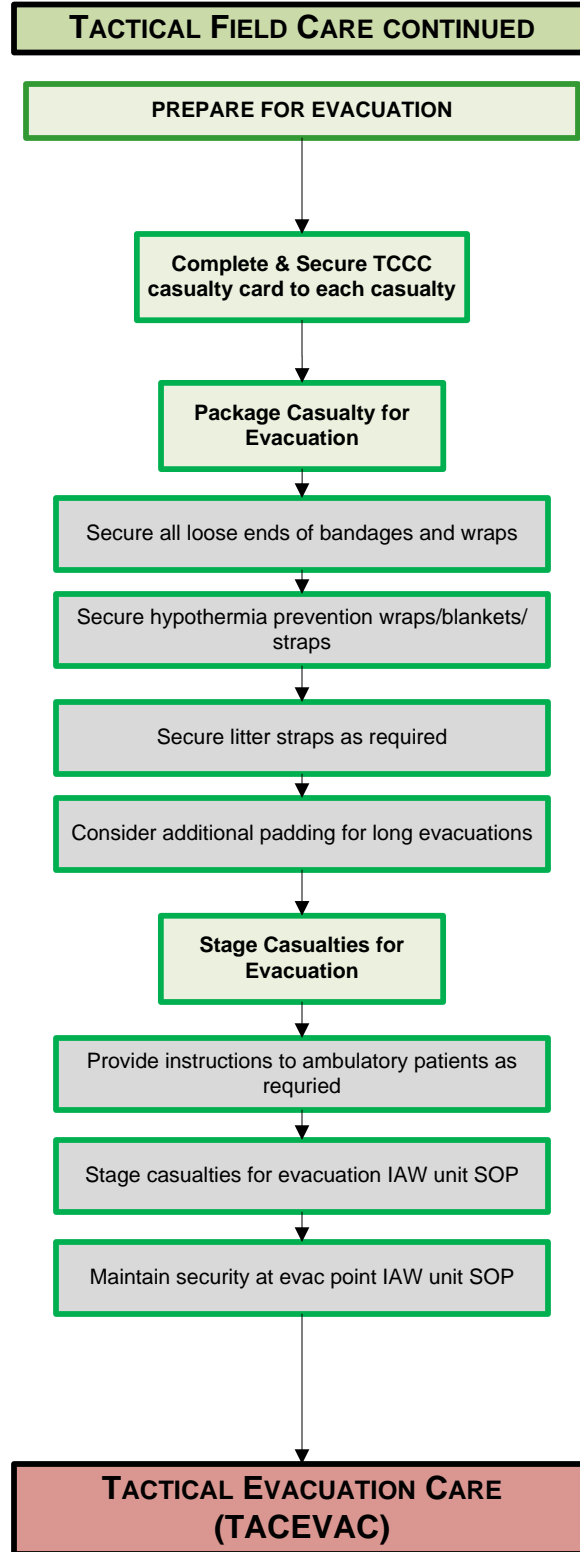 TACTICAL FIELD CARE CONTINUED
PREPARE FOR EVACUATION
Complete & Secure TCCC
casualty card to each casualty
Package Casualty for
Evacuation
Secure all loose ends of bandages and wraps
Secure hypothermia prevention wraps/blankets/
straps
Secure litter straps as required
Consider additional padding for long evacuations
Stage Casualties for
Evacuation
Provide instructions to ambulatory patients as
requried
Stage casualties for evacuation IAW unit SOP
Maintain security at evac point IAW unit SOP
TACTICAL EVACUATION CARE
(TACEVAC)